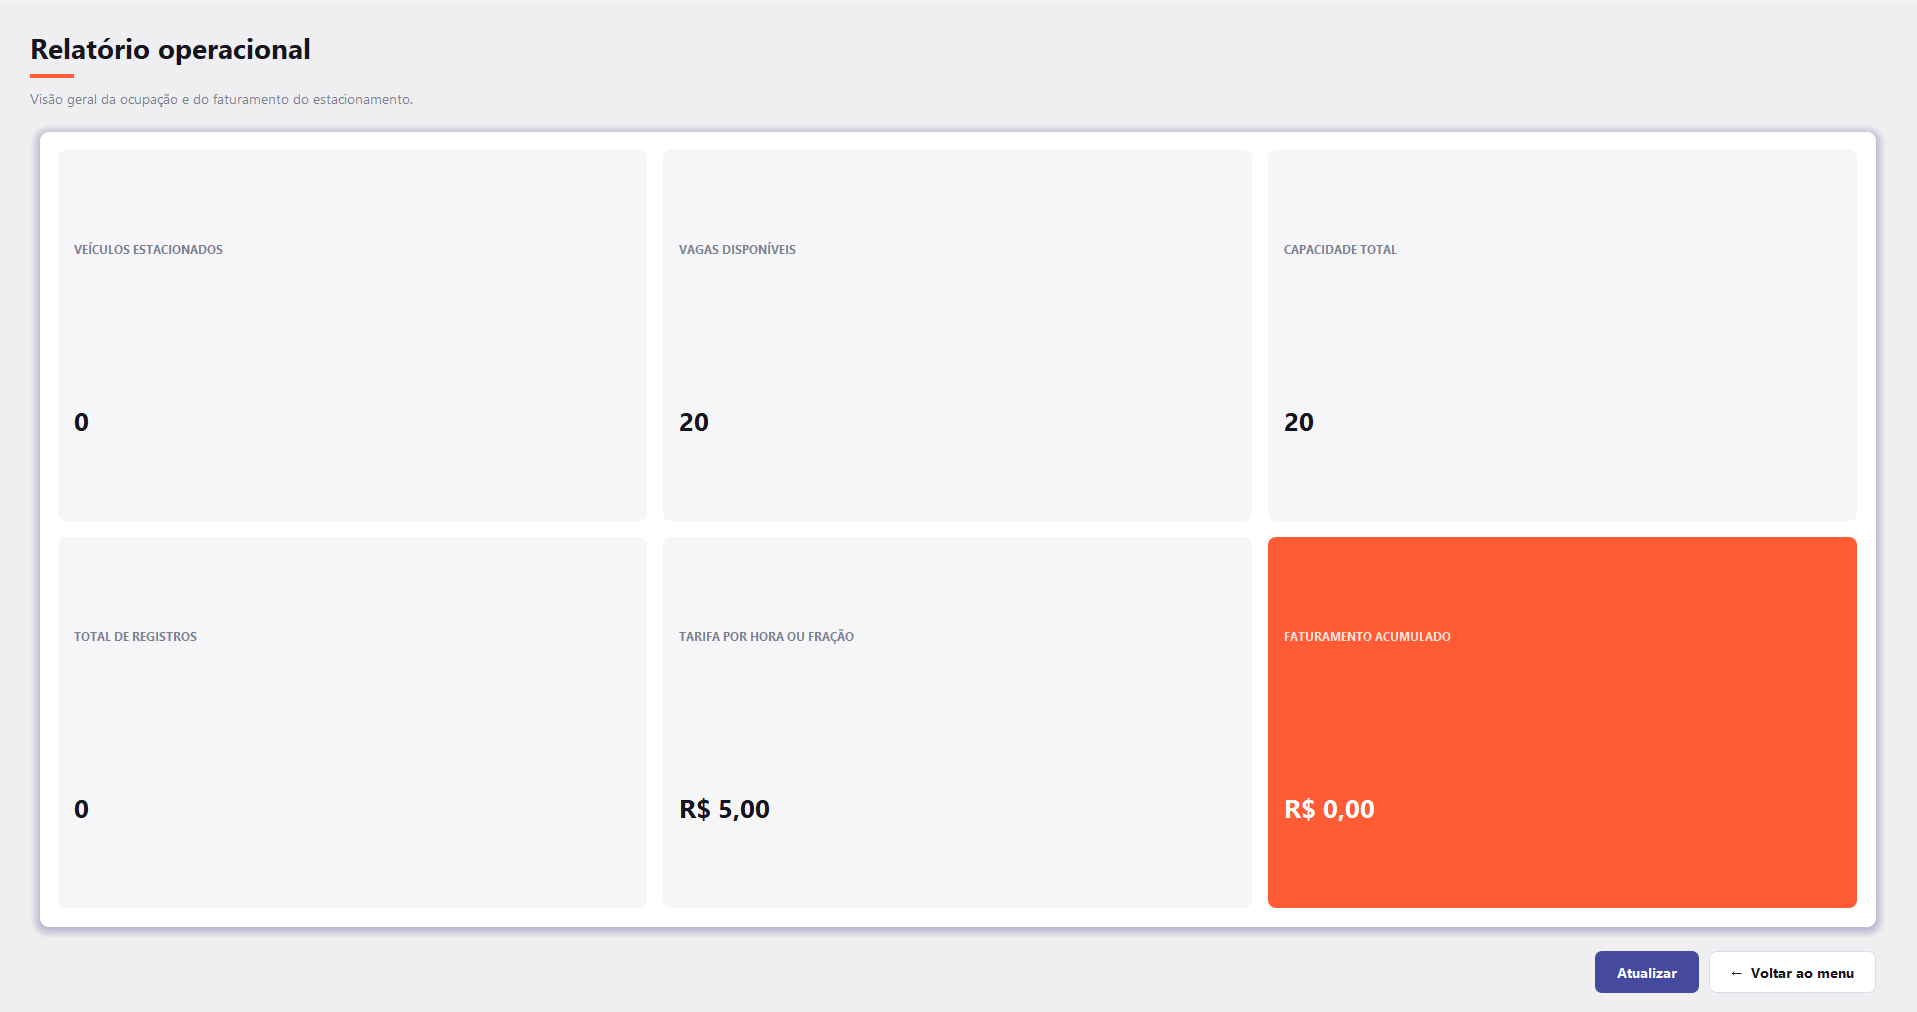 Relatório operacional
Visão geral da ocupação e do faturamento do estacionamento.
VEÍCULOS ESTACIONADOS
0
VAGAS DISPONÍVEIS
20
CAPACIDADE TOTAL
20
TOTAL DE REGISTROS
0
TARIFA POR HORA OU FRAÇÃO
R$ 5,00
FATURAMENTO ACUMULADO
R$ 0,00
Atualizar
← Voltar ao menu